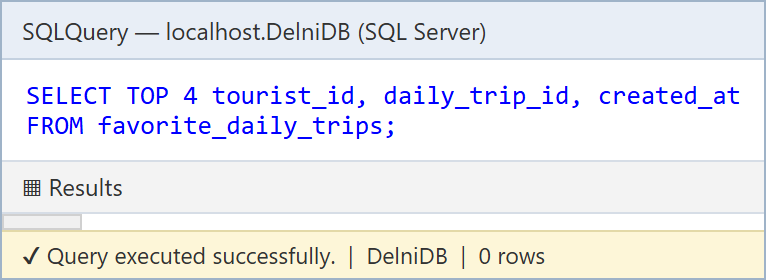 SQLQuery — localhost.DelniDB (SQL Server)
SELECT TOP 4 tourist_id, daily_trip_id, created_at
FROM favorite_daily_trips;
▦ Results
✔ Query executed successfully. | DelniDB | 0 rows